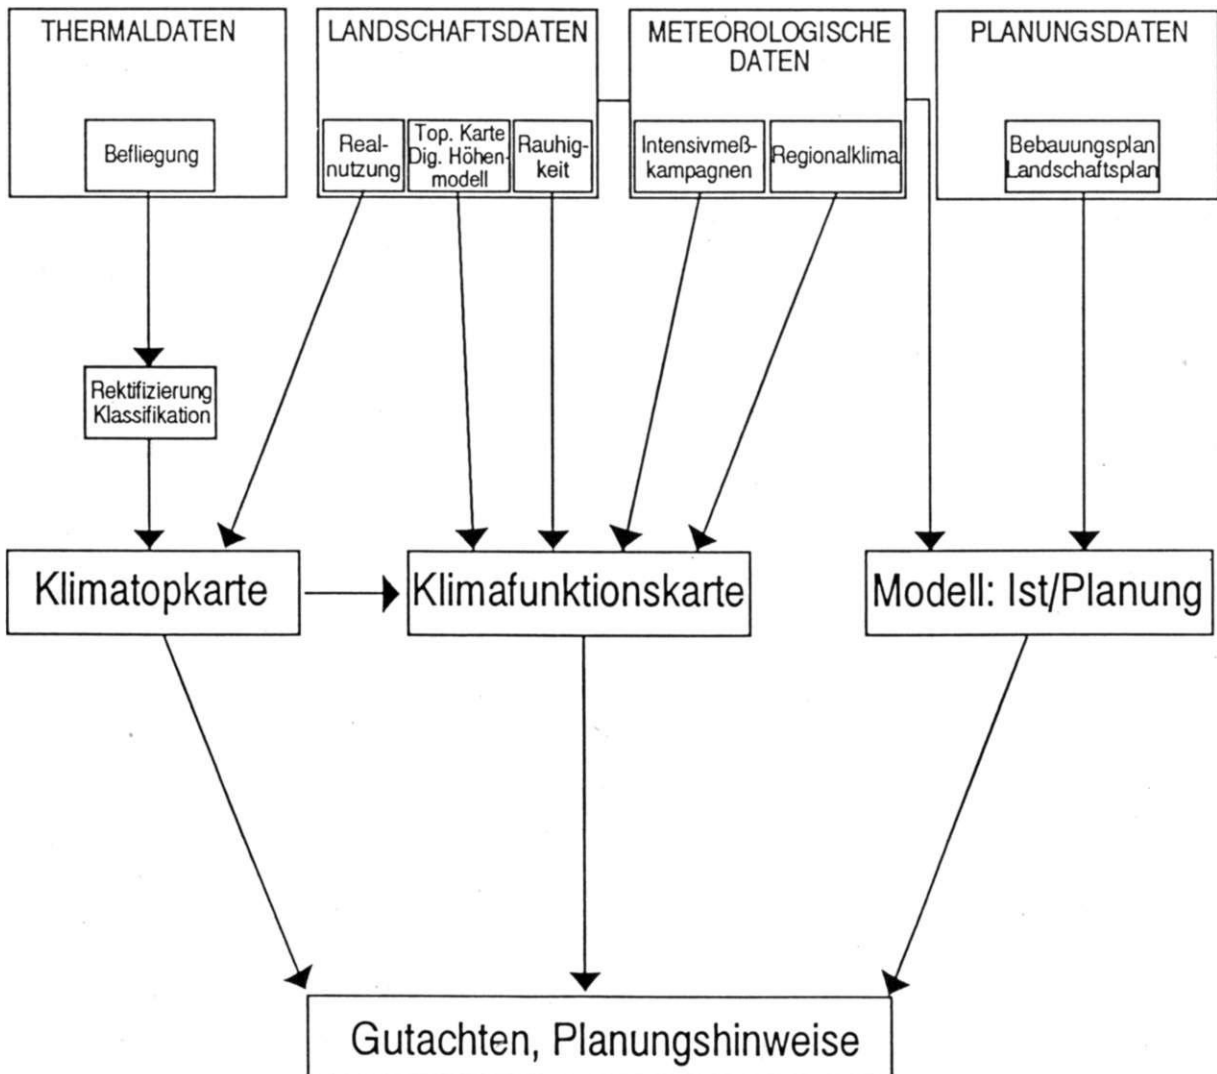 THERMALDATEN
Befliegung
LANDSCHAFTSDATEN
Real-
nutzung
Top. Karte
Dig. Höhen-
modell
Rauhig-
keit
METEOROLOGISCHE
DATEN
Intensivmeß-
kampagnen
Regionalklima
PLANUNGSDATEN
Bebauungsplan
Landschaftsplan
Rektifizierung
Klassifikation
Klimatopkarte
Klimafunktionskarte
Modell: Ist/Planung
Gutachten, Planungshinweise